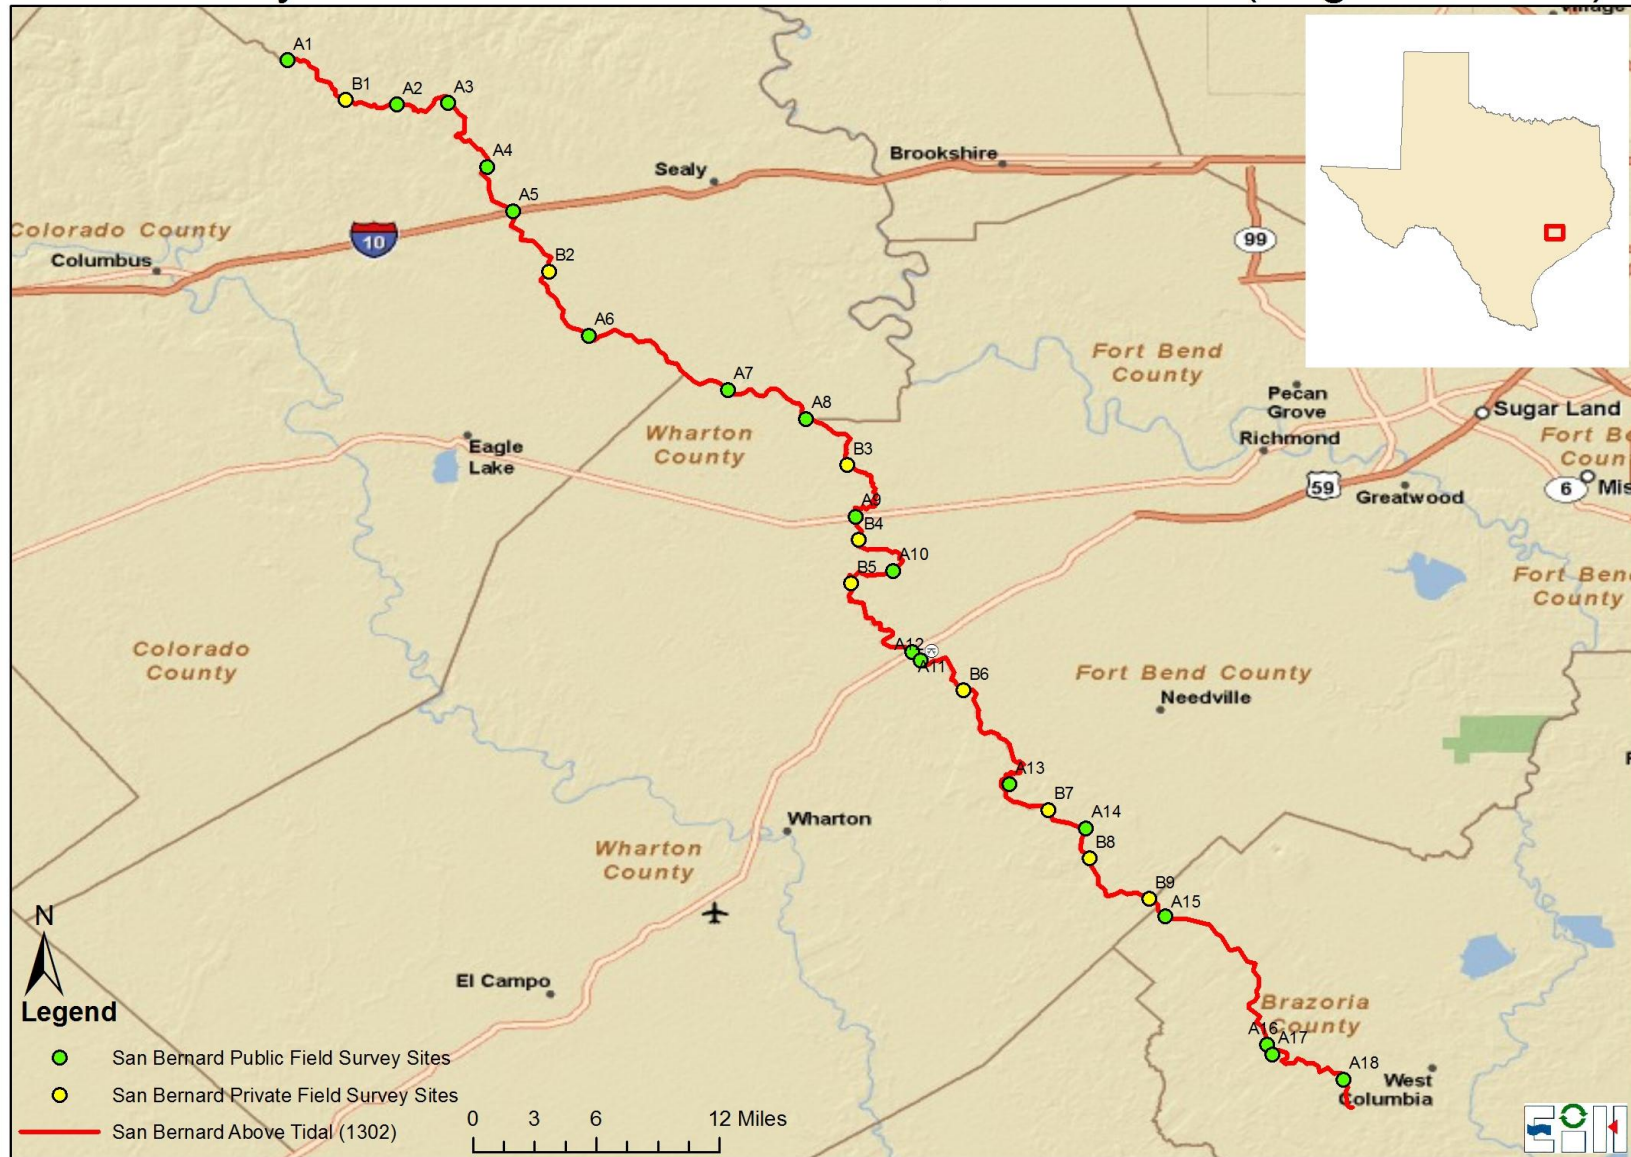 A1
B1
A2
A3
A4
Sealy
Brookshire
A5
99
Colorado County
10
Columbus
B2
A6
Fort Bend
County
A7
Pecan
Grove
A8
Sugar Land
Wharton
County
Richmond
Fort Be
Coun
Eagle
Lake
B3
59
Greatwood
6
Mis
A9
B4
A10
B5
Fort Ben
County
Colorado
County
A12
A11
B6
Fort Bend County
Needville
A13
B7
A14
Wharton
Wharton
County
B8
B9
A15
N
El Campo
Legend
Brazoria
County
A16
A17
San Bernard Public Field Survey Sites
A18
West
Columbia
San Bernard Private Field Survey Sites
0 3 6 12 Miles
San Bernard Above Tidal (1302)